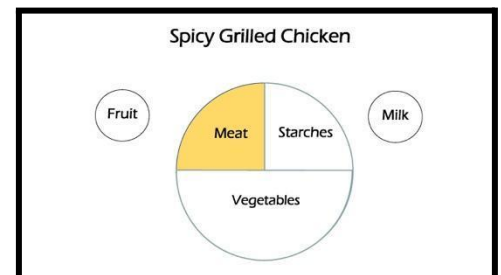 Spicy Grilled Chicken
Fruit
Meat
Starches
Milk
Vegetables